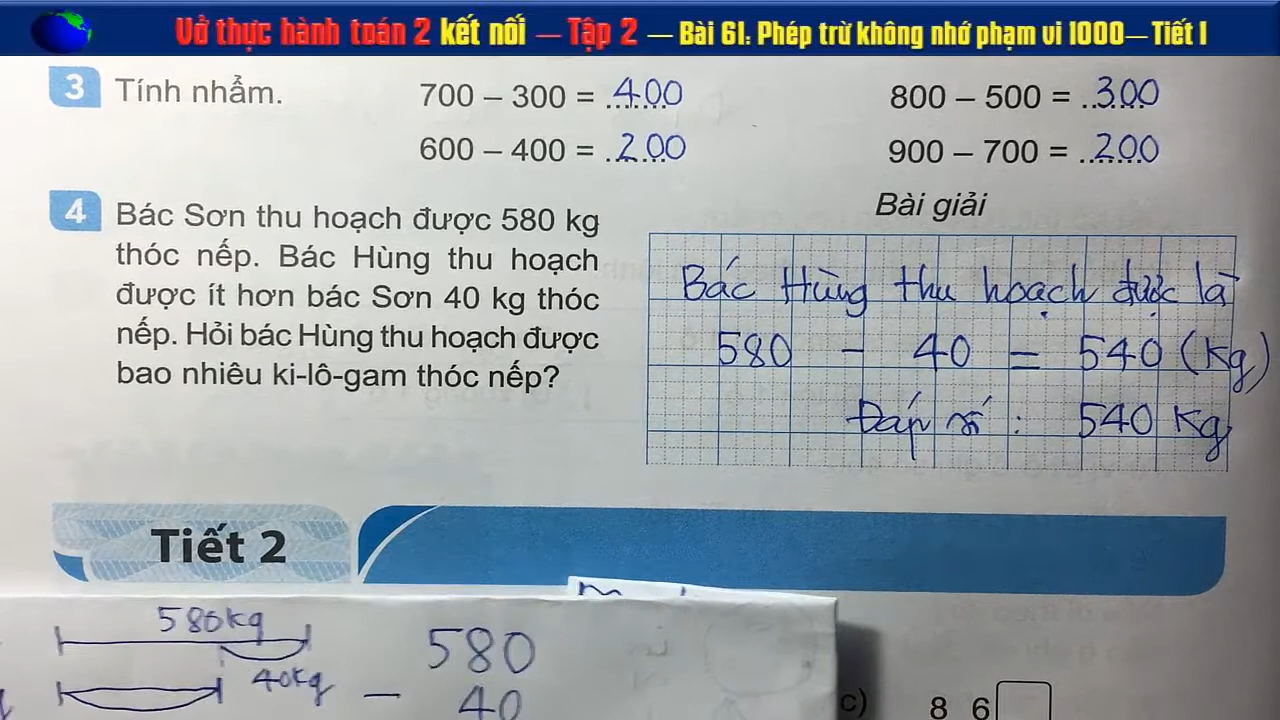 Vở thực hành toán 2 kết nối – Tập 2 – Bài 61: Phép trừ không nhớ phạm vi 1000– Tiết 1
3 Tính nhẩm. 700 – 300 = 400 800 – 500 = 300
600 – 400 = 200 900 – 700 = 200
4 Bác Sơn thu hoạch được 580 kg
thóc nếp. Bác Hùng thu hoạch
được ít hơn bác Sơn 40 kg thóc
nếp. Hỏi bác Hùng thu hoạch được
bao nhiêu ki-lô-gam thóc nếp?
Bài giải
Bác Hùng thu hoạch được là
580 – 40 = 540 (Kg)
Đáp số : 540 Kg
Tiết 2
580kg
40kg
580
– 40
c) 8 6